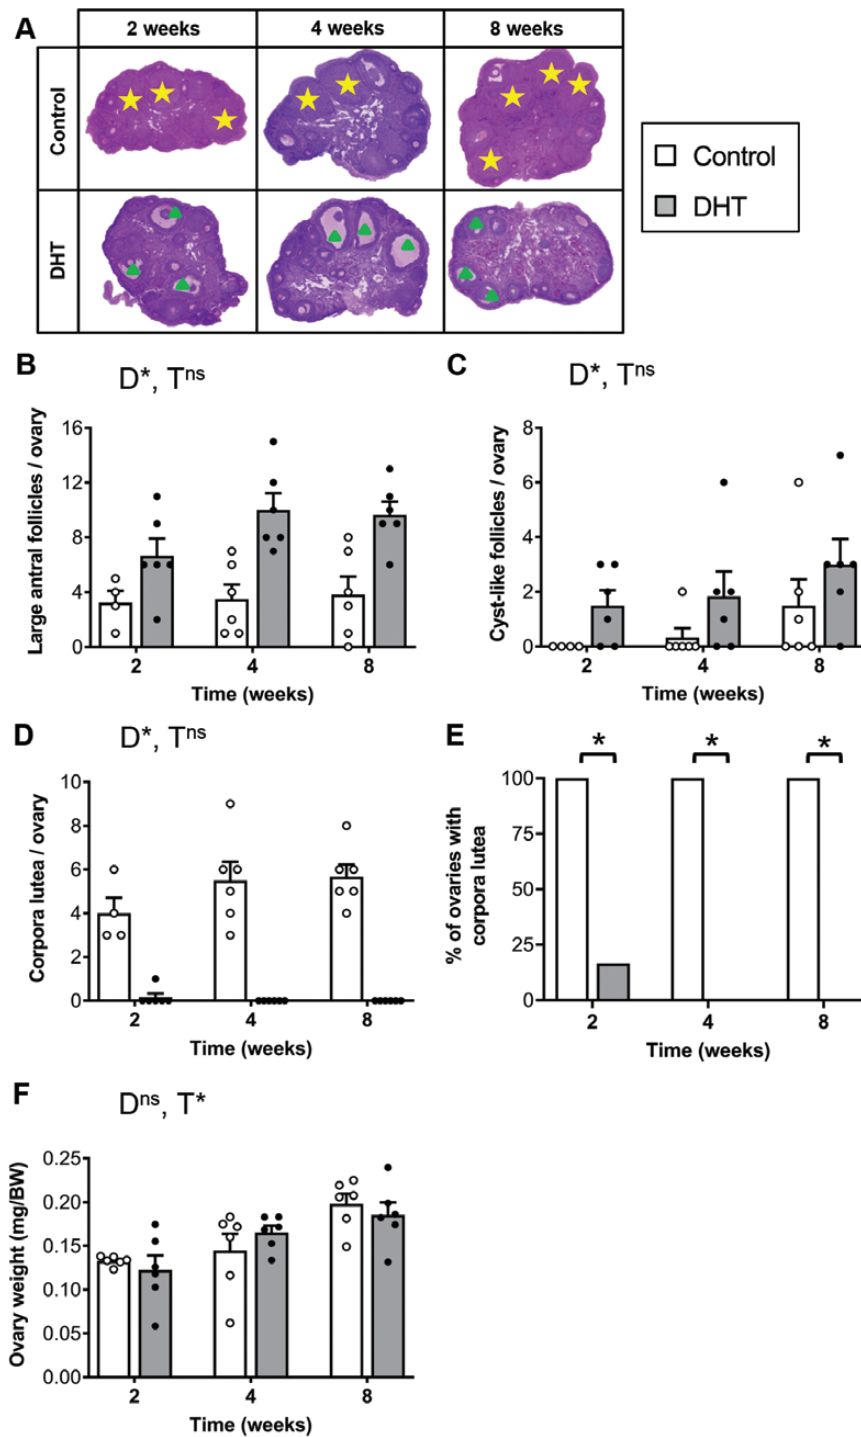 A
2 weeks 4 weeks 8 weeks
Control
DHT
Control
DHT
B
D*, Tns
Large antral follicles / ovary
16
12
8
4
0
2 4 8
Time (weeks)
C
D*, Tns
Cyst-like follicles / ovary
8
6
4
2
0
2 4 8
Time (weeks)
D
D*, Tns
Corpora lutea / ovary
10
8
6
4
2
0
2 4 8
Time (weeks)
E
* * *
% of ovaries with
corpora lutea
100
75
50
25
0
2 4 8
Time (weeks)
F
Dns, T*
Ovary weight (mg/BW)
0.25
0.20
0.15
0.10
0.05
0.00
2 4 8
Time (weeks)